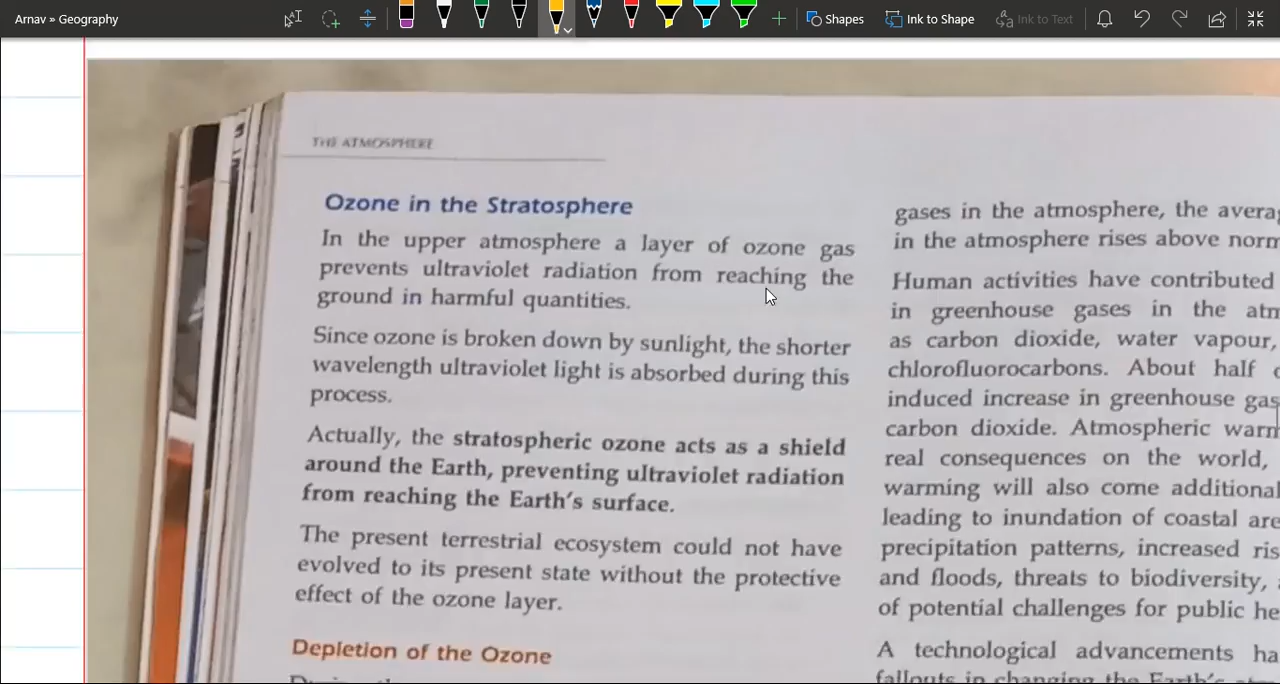 Arnav » Geography
Shapes
Ink to Shape
Ink to Text
THE ATMOSPHERE
Ozone in the Stratosphere
In the upper atmosphere a layer of ozone gas
prevents ultraviolet radiation from reaching the
ground in harmful quantities.
Since ozone is broken down by sunlight, the shorter
wavelength ultraviolet light is absorbed during this
process.
Actually, the stratospheric ozone acts as a shield
around the Earth, preventing ultraviolet radiation
from reaching the Earth's surface.
The present terrestrial ecosystem could not have
evolved to its present state without the protective
effect of the ozone layer.
Depletion of the Ozone
gases in the atmosphere, the avera
in the atmosphere rises above norm
Human activities have contributed
in greenhouse gases in the atm
as carbon dioxide, water vapour,
chlorofluorocarbons. About half
induced increase in greenhouse gas
carbon dioxide. Atmospheric warm
real consequences on the world,
warming will also come additional
leading to inundation of coastal are
precipitation patterns, increased ris
and floods, threats to biodiversity,
of potential challenges for public he
A technological advancements ha
fallouts in changing the Earth's